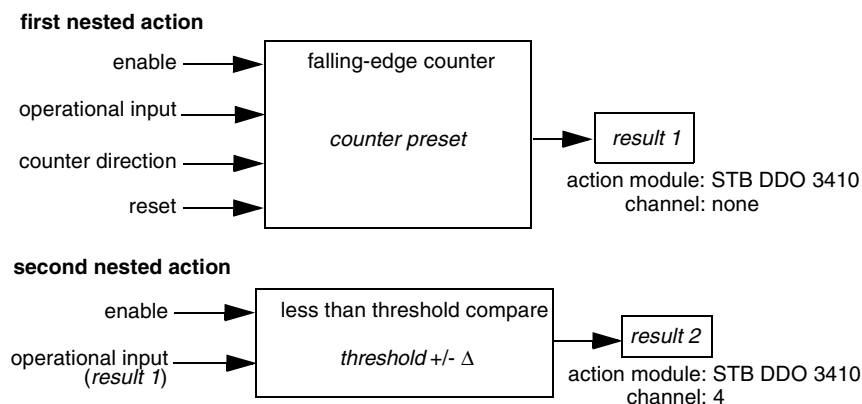 first nested action
enable
falling-edge counter
operational input
counter preset
result 1
counter direction
action module: STB DDO 3410
channel: none
reset
second nested action
enable
less than threshold compare
result 2
operational input
(result 1)
threshold +/- Δ
action module: STB DDO 3410
channel: 4